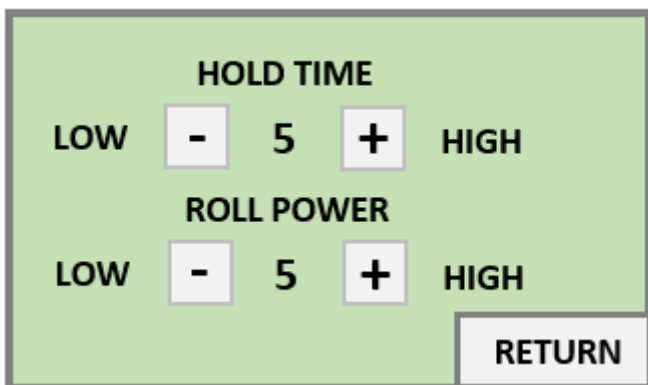 HOLD TIME
LOW - 5 + HIGH
ROLL POWER
LOW - 5 + HIGH
RETURN